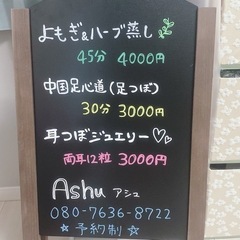 よもぎ&ハーブ蒸し
45分 4000円
中国足心道(足つぼ)
30分 3000円
耳つぼジュエリー♡♡
両耳12粒 3000円
Ashu アシュ
080-7636-8722
☆予約制☆